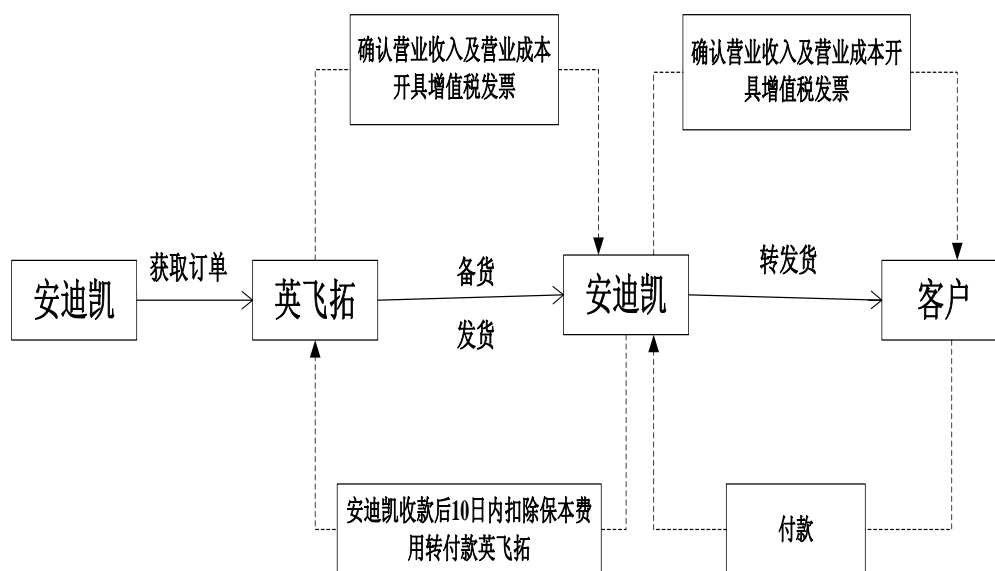 确认营业收入及营业成本
开具增值税发票
确认营业收入及营业成本开
具增值税发票
安迪凯
获取订单
英飞拓
备货
发货
安迪凯
转发货
客户
安迪凯收款后10日内扣除保本费
用转付款英飞拓
付款